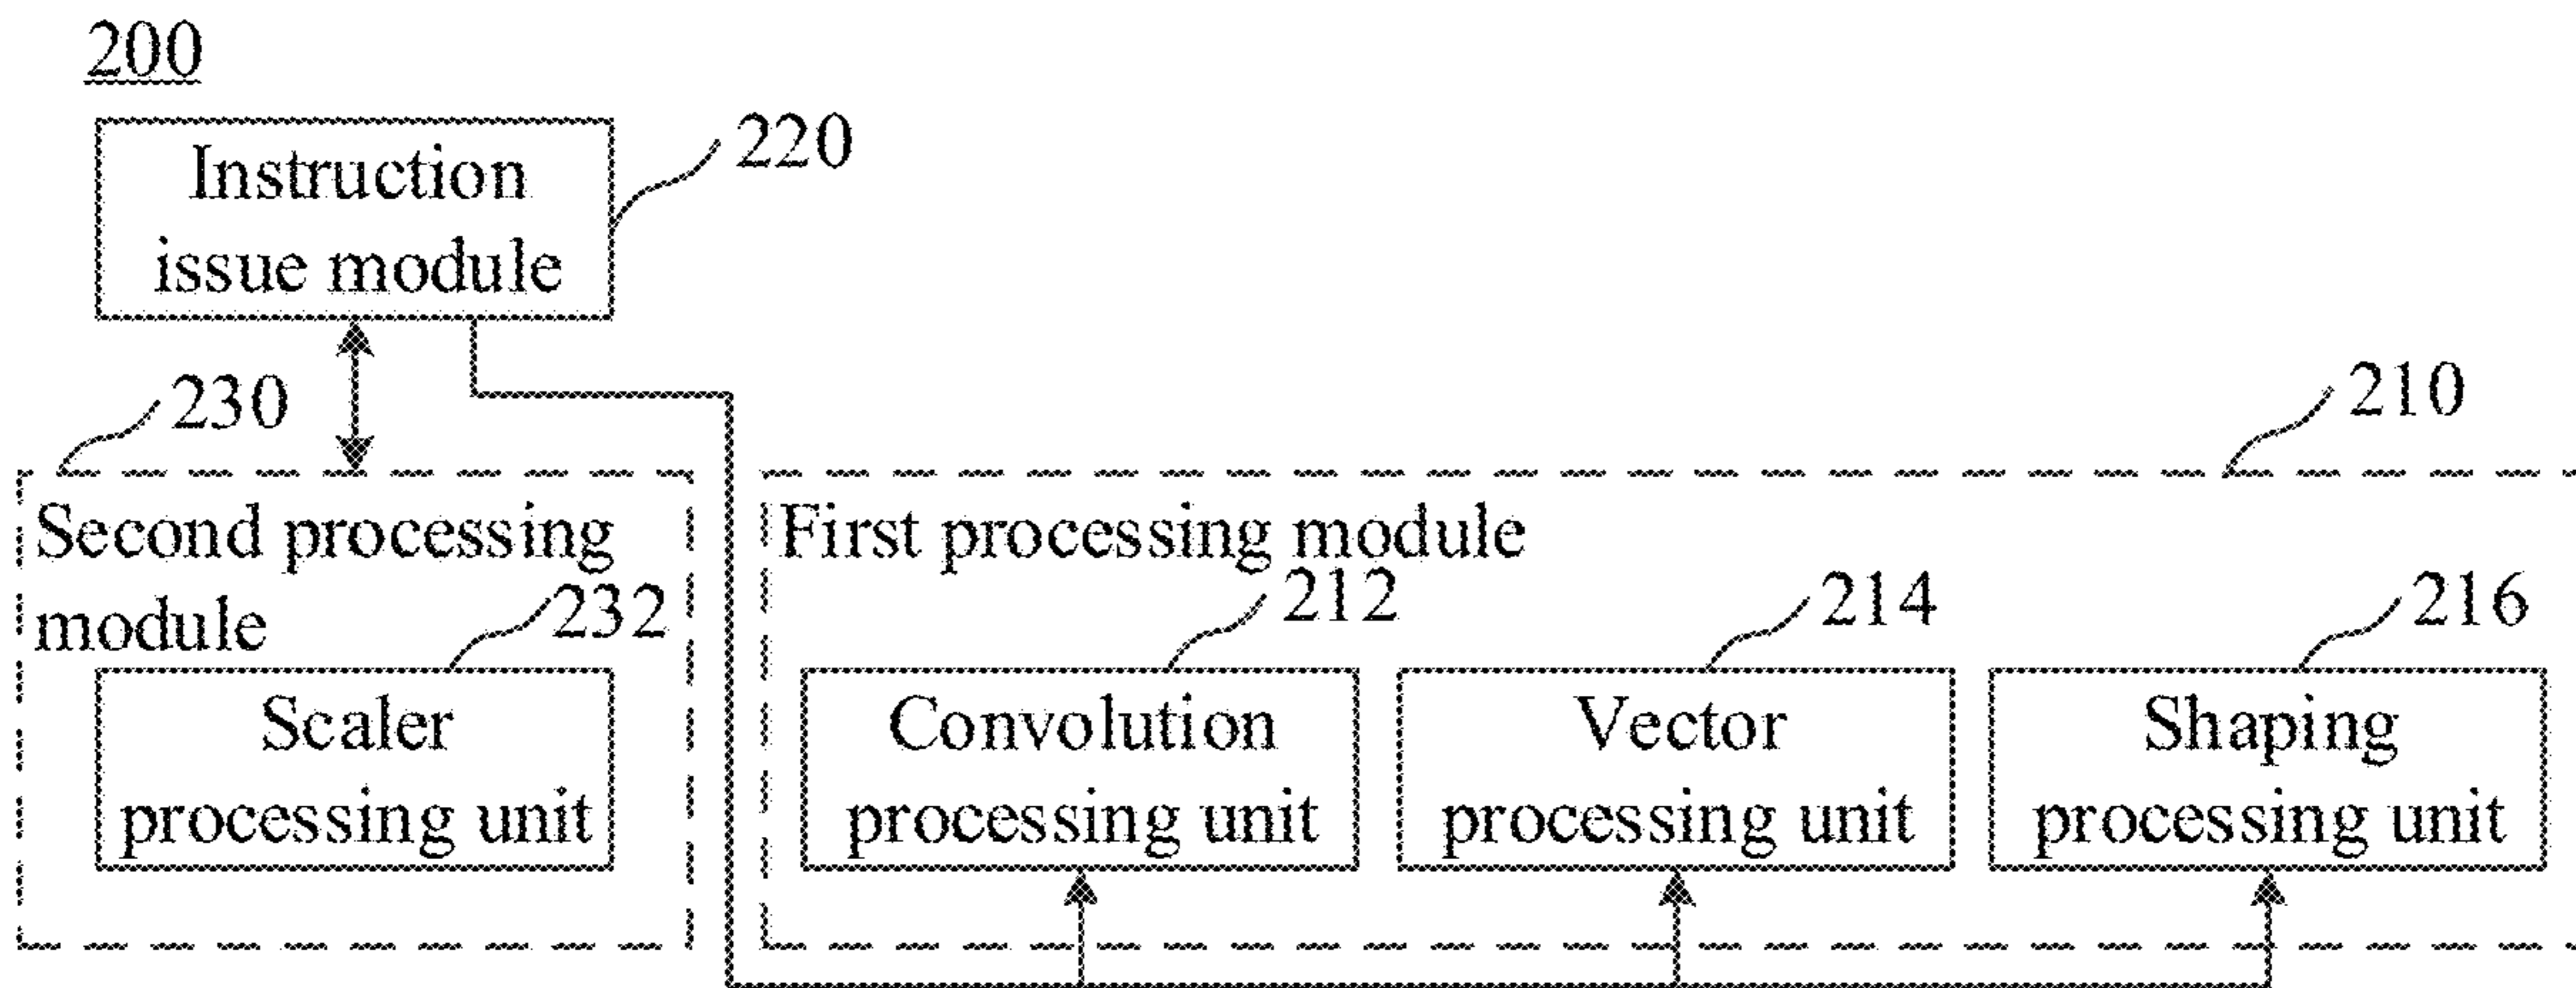 200
Instruction
issue module
220
230
210
Second processing
module
232
Scaler
processing unit
First processing module
212
Convolution
processing unit
214
Vector
processing unit
216
Shaping
processing unit